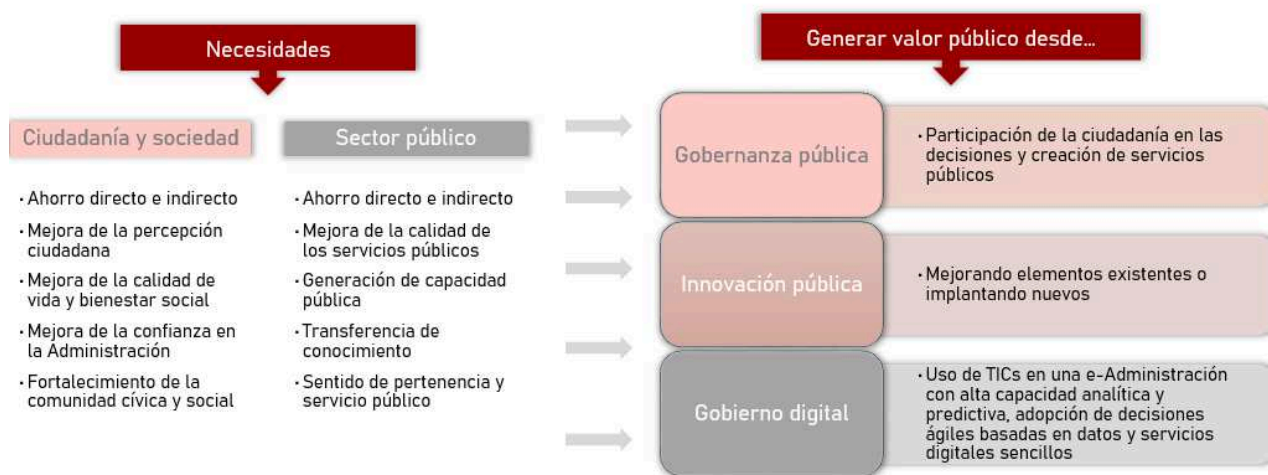 Necesidades
Ciudadanía y sociedad
· Ahorro directo e indirecto
· Mejora de la percepción
ciudadana
· Mejora de la calidad de
vida y bienestar social
· Mejora de la confianza en
la Administración
· Fortalecimiento de la
comunidad cívica y social
Sector público
· Ahorro directo e indirecto
· Mejora de la calidad de
los servicios públicos
· Generación de capacidad
pública
· Transferencia de
conocimiento
· Sentido de pertenencia y
servicio público
Generar valor público desde...
Gobernanza pública
· Participación de la ciudadanía en las
decisiones y creación de servicios
públicos
Innovación pública
· Mejorando elementos existentes o
implantando nuevos
Gobierno digital
· Uso de TICs en una e-Administración
con alta capacidad analítica y
predictiva, adopción de decisiones
ágiles basadas en datos y servicios
digitales sencillos